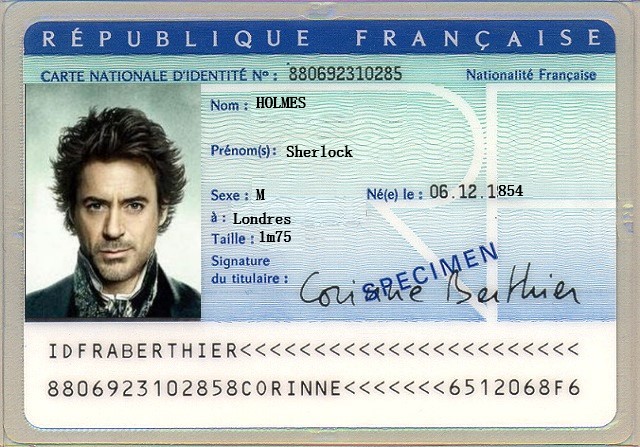 RÉPUBLIQUE FRANÇAISE
CARTE NATIONALE D'IDENTITÉ Nº : 880692310285 Nationalité Française
Nom : HOLMES
Prénom(s) : Sherlock
Sexe : M Né(e) le : 06.12.1854
à : Londres
Taille : 1m75
Signature
du titulaire :
SPECIMEN
Corinne Berthier
IDFRABERTHIER<<<<<<<<<<<<<<<<<<<<<<<
8806923102858CORINNE<<<<<<<6512068F6